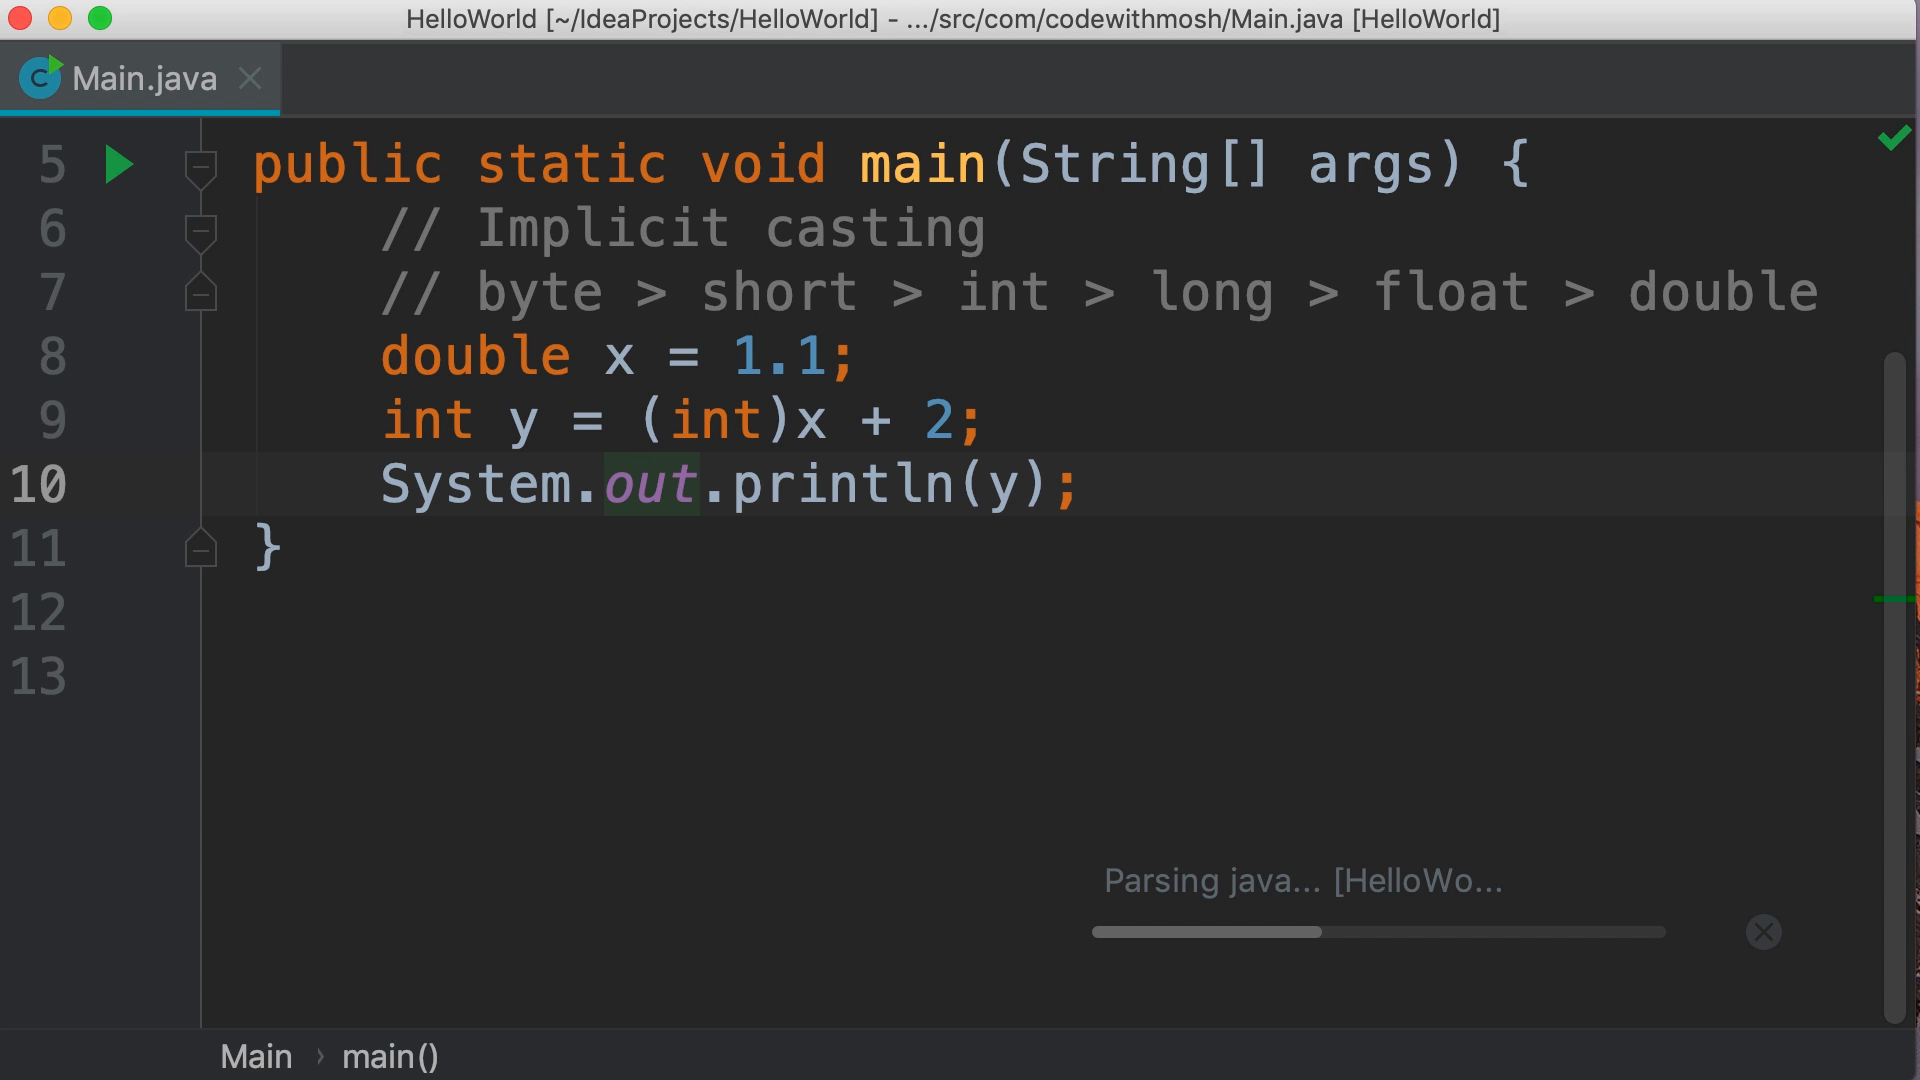 HelloWorld [~/IdeaProjects/HelloWorld] - .../src/com/codewithmosh/Main.java [HelloWorld]
C Main.java
5 public static void main(String[] args) {
6 // Implicit casting
7 // byte > short > int > long > float > double
8 double x = 1.1;
9 int y = (int)x + 2;
10 System.out.println(y);
11 }
12
13
Parsing java... [HelloWo...
Main › main()